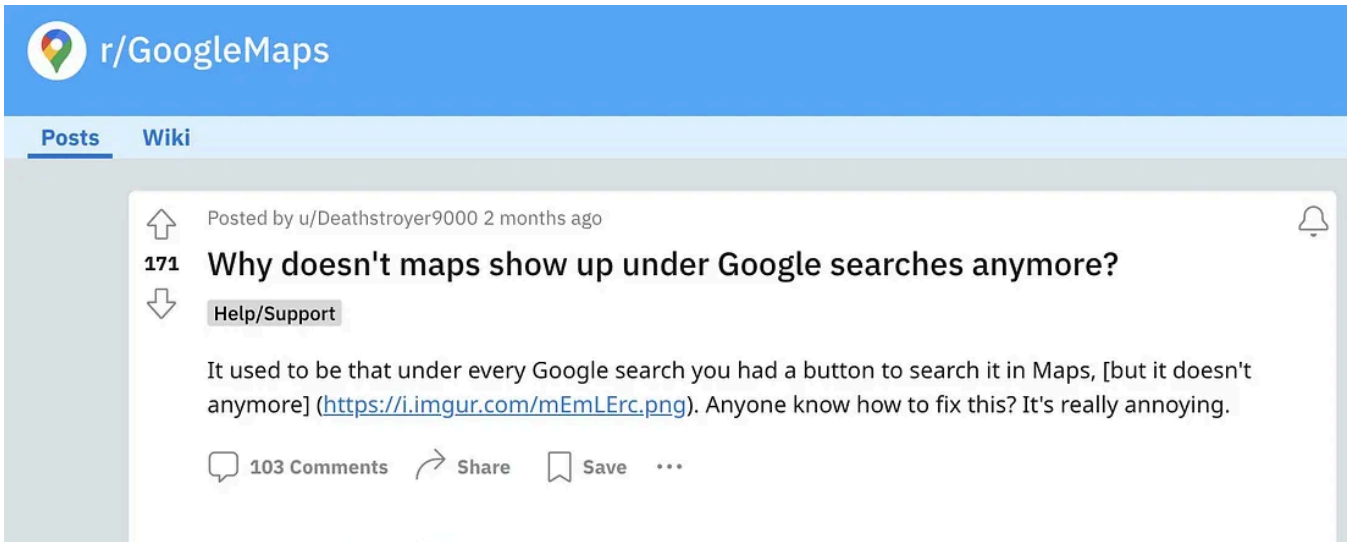 r/GoogleMaps
Posts Wiki
Posted by u/Deathstroyer9000 2 months ago
171
Why doesn't maps show up under Google searches anymore?
Help/Support
It used to be that under every Google search you had a button to search it in Maps, [but it doesn't
anymore] (https://i.imgur.com/mEmLErc.png). Anyone know how to fix this? It's really annoying.
103 Comments Share Save